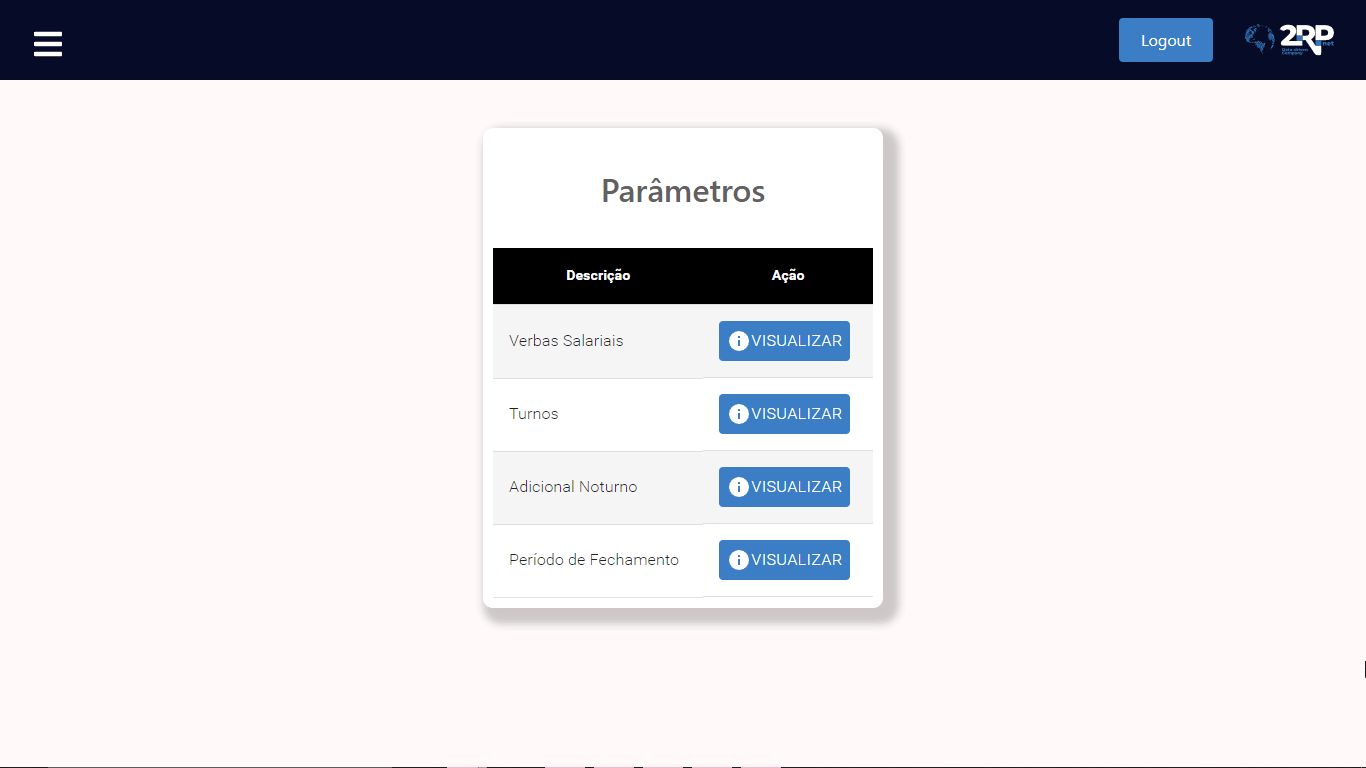 Logout
2RP
net
Parâmetros
Descrição Ação
Verbas Salariais VISUALIZAR
Turnos VISUALIZAR
Adicional Noturno VISUALIZAR
Período de Fechamento VISUALIZAR